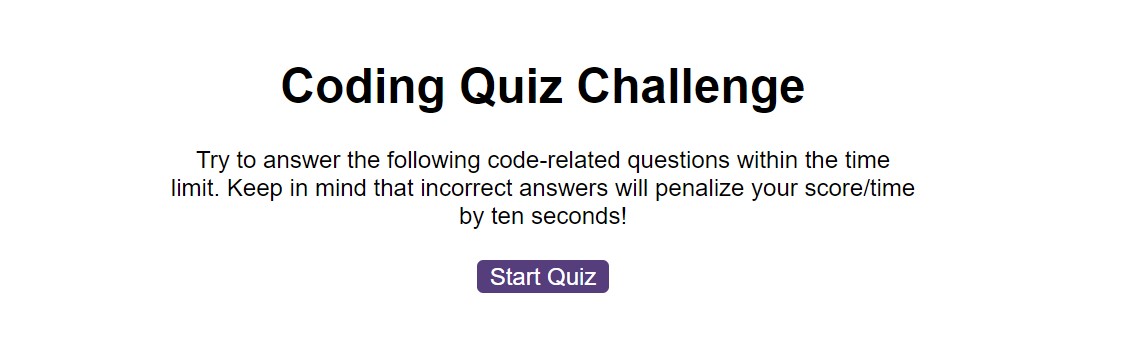 Coding Quiz Challenge
Try to answer the following code-related questions within the time
limit. Keep in mind that incorrect answers will penalize your score/time
by ten seconds!
Start Quiz